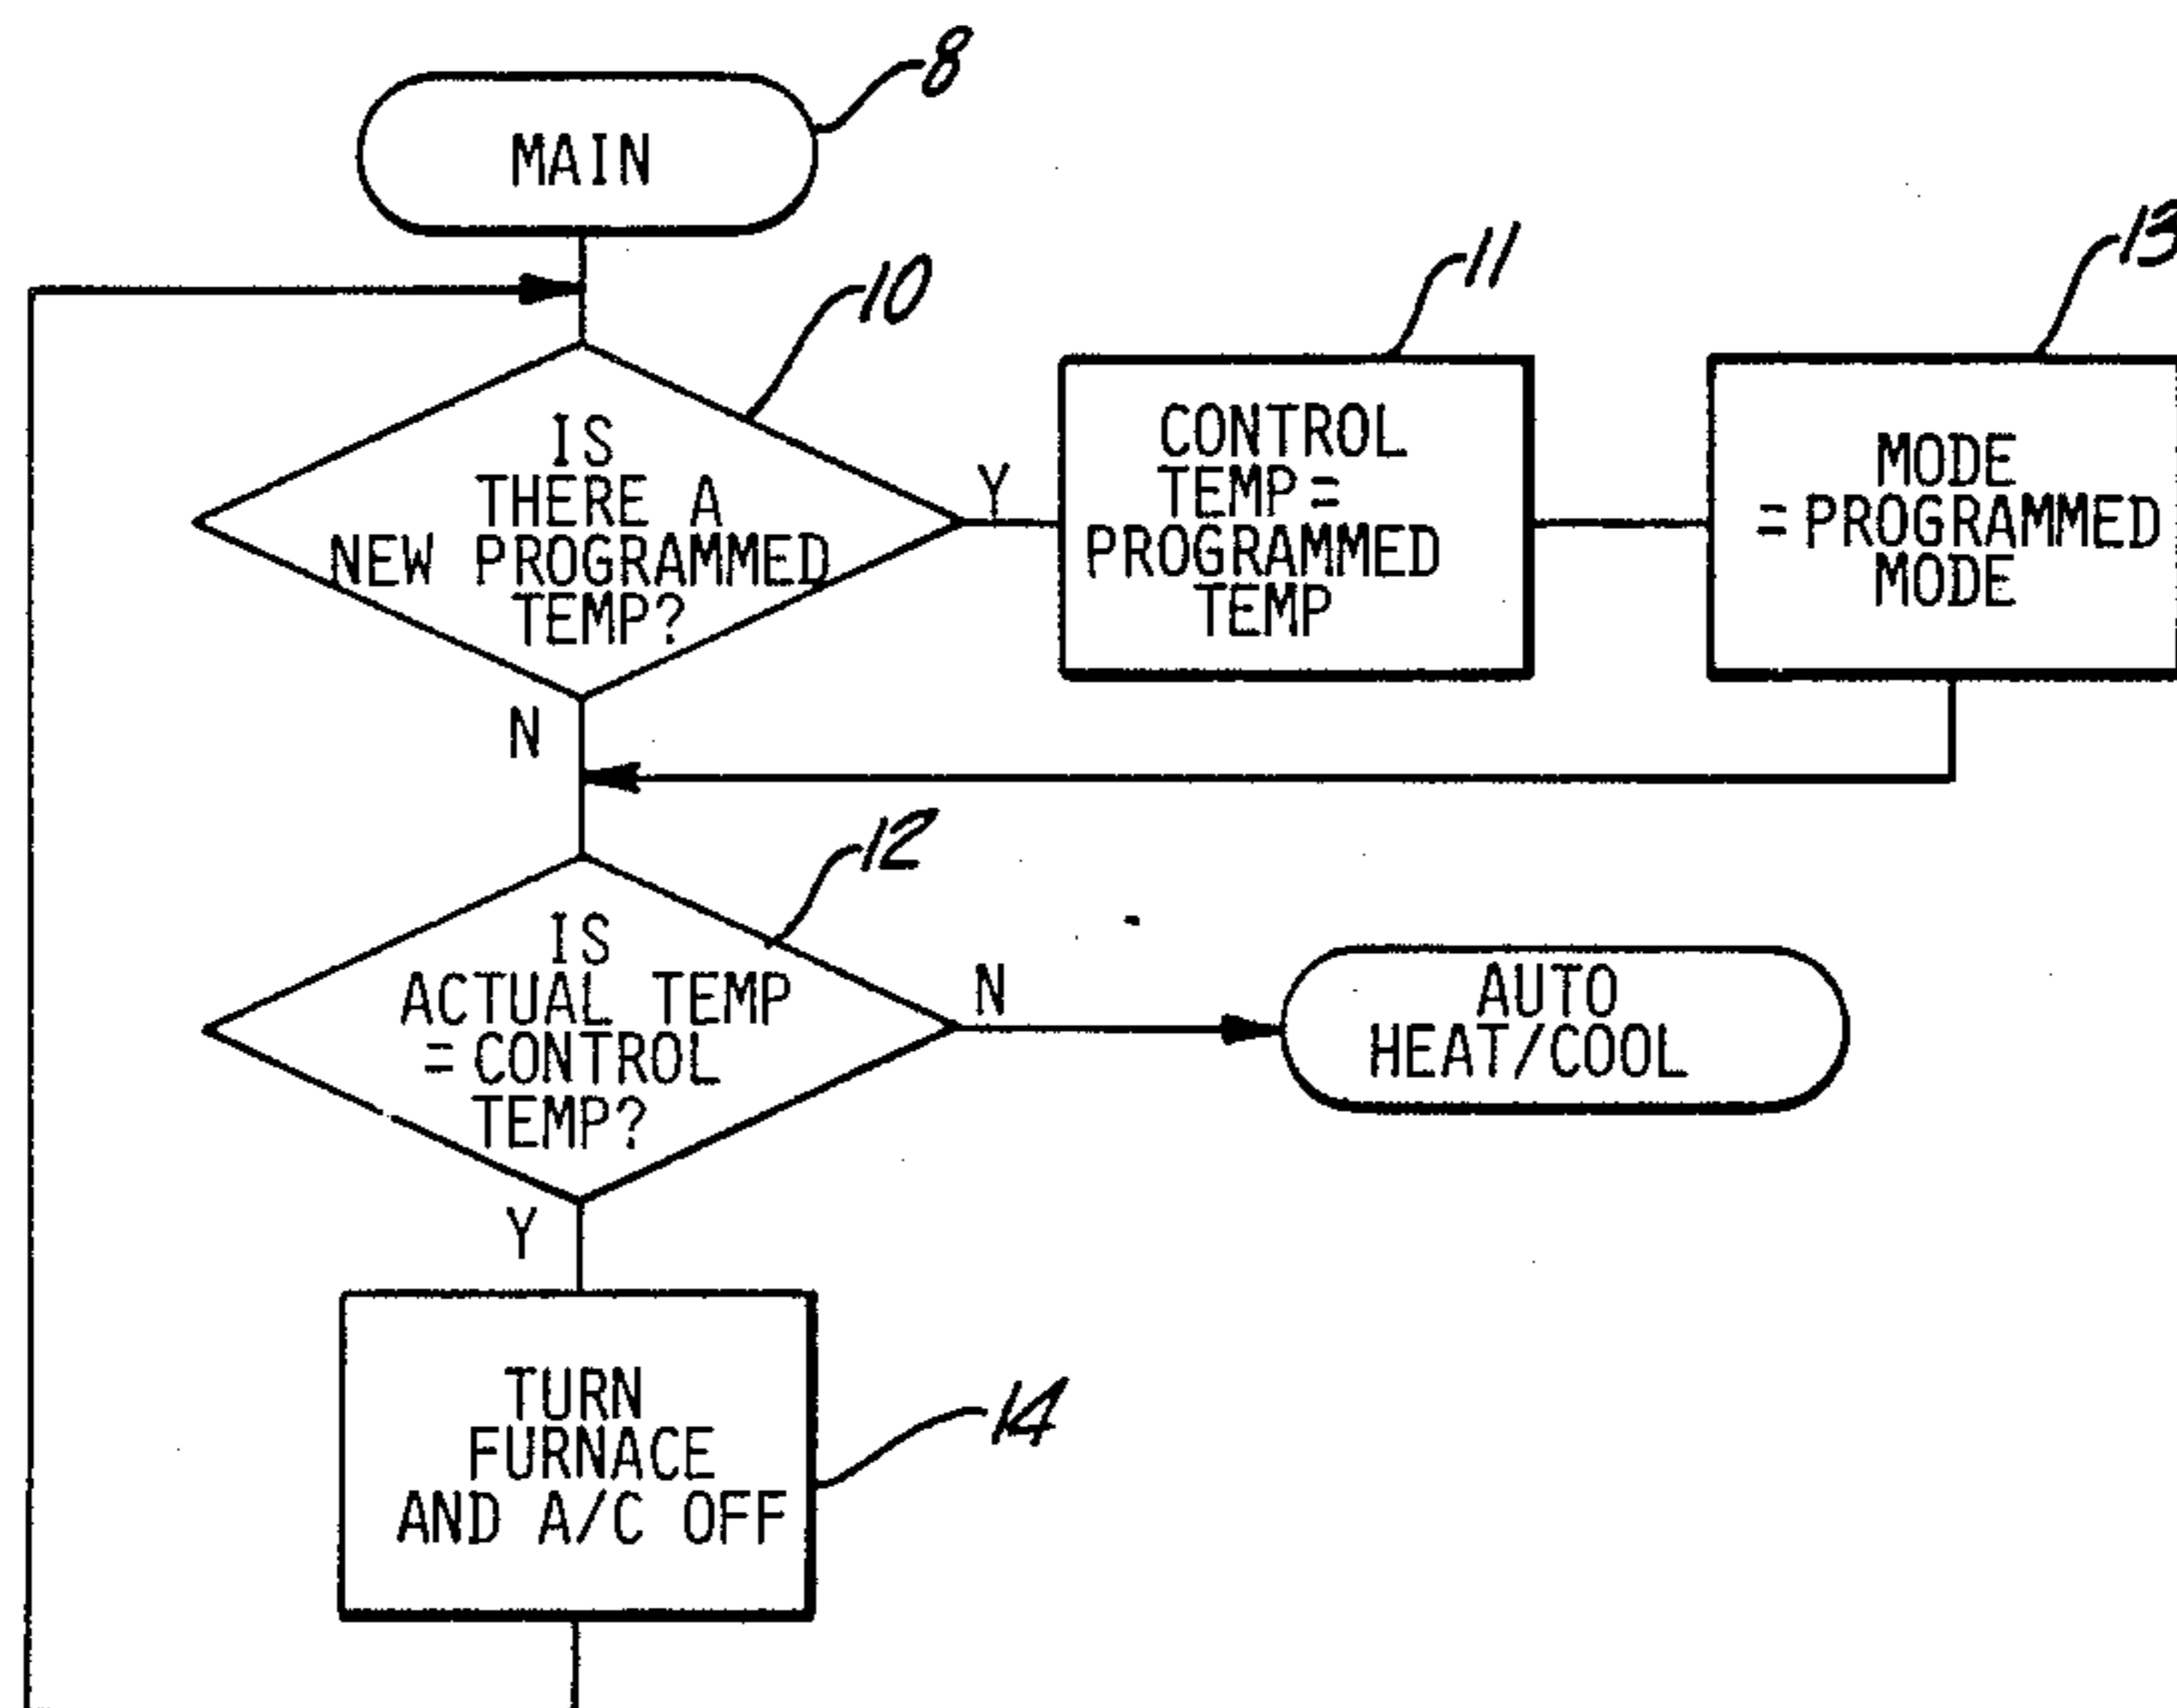 8
MAIN
10
11
13
IS
THERE A
NEW PROGRAMMED
TEMP?
Y
CONTROL
TEMP =
PROGRAMMED
TEMP
MODE
= PROGRAMMED
MODE
N
12
IS
ACTUAL TEMP
= CONTROL
TEMP?
N
AUTO
HEAT/COOL
Y
TURN
FURNACE
AND A/C OFF
14